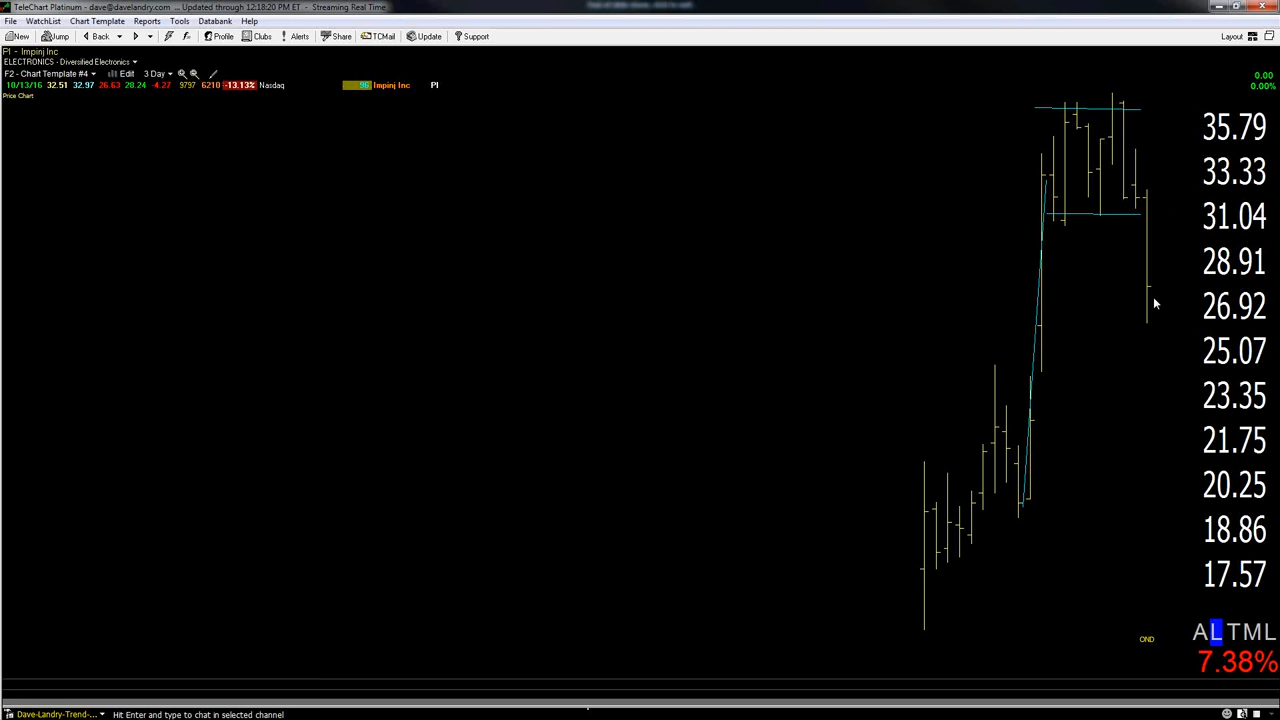 TeleChart Platinum - dave@davelandry.com ... Updated through 12:18:20 PM ET - Streaming Real Time
File WatchList Chart Template Reports Tools Databank Help
New Jump Back Profile Clubs Alerts Share TCMail Update Support Layout
PI - Impinj Inc
ELECTRONICS - Diversified Electronics
F2 - Chart Template #4 Edit 3 Day
0.00
10/13/16 32.51 32.97 26.63 28.24 -4.27 9797 6210 -13.13% Nasdaq 96 Impinj Inc PI 0.00%
Price Chart
35.79
33.33
31.04
28.91
26.92
25.07
23.35
21.75
20.25
18.86
17.57
OND
ALTML
7.38%
Dave-Landry-Trend-... Hit Enter and type to chat in selected channel